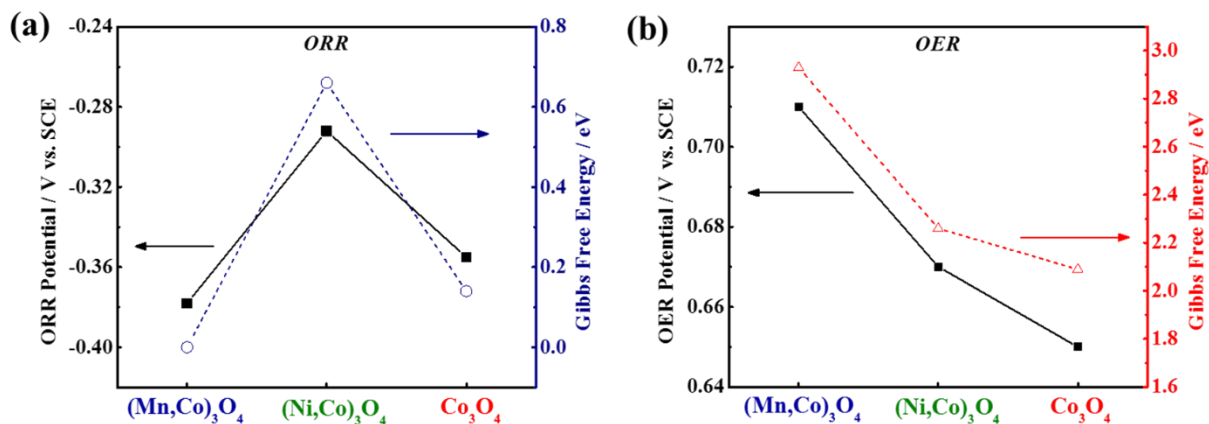 (a)
ORR
ORR Potential / V vs. SCE
-0.24
-0.28
-0.32
-0.36
-0.40
0.8
0.6
0.4
0.2
0.0
Gibbs Free Energy / eV
(Mn,Co)₃O₄ (Ni,Co)₃O₄ Co₃O₄
(b)
OER
OER Potential / V vs. SCE
0.72
0.70
0.68
0.66
0.64
3.0
2.8
2.6
2.4
2.2
2.0
1.8
1.6
Gibbs Free Energy / eV
(Mn,Co)₃O₄ (Ni,Co)₃O₄ Co₃O₄